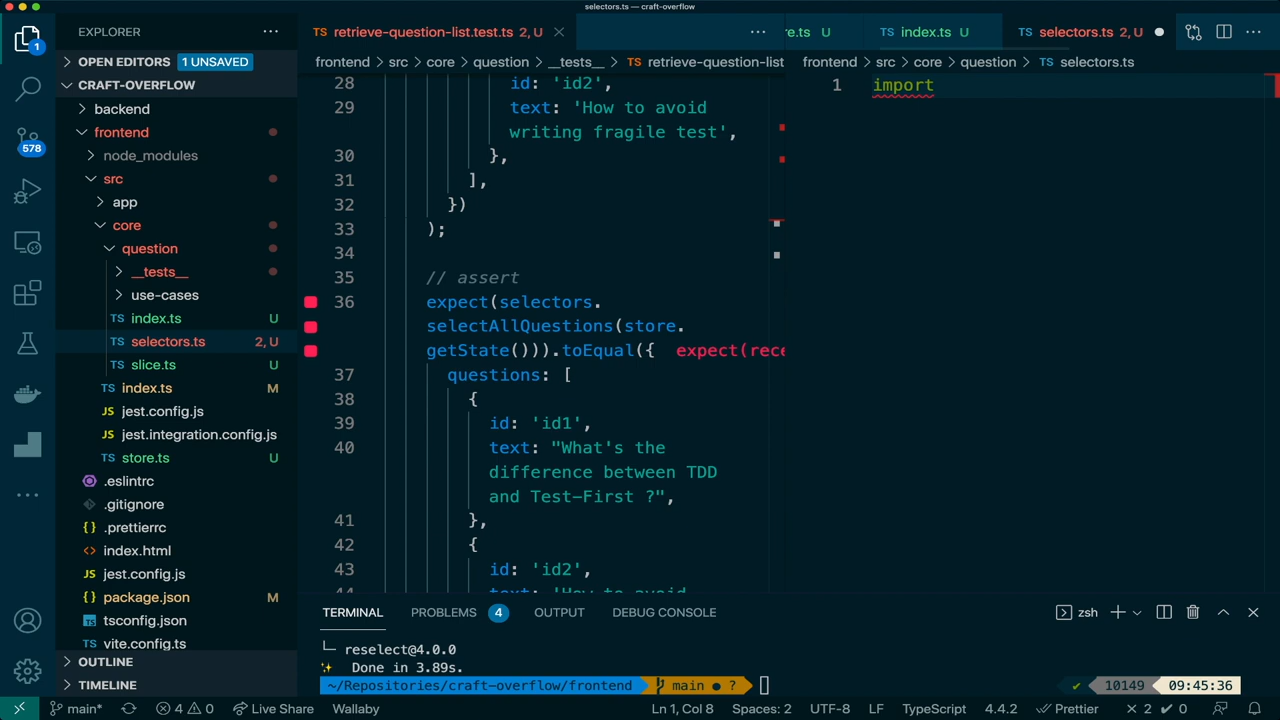 selectors.ts — craft-overflow
EXPLORER
OPEN EDITORS
1 UNSAVED
CRAFT-OVERFLOW
backend
frontend
node_modules
src
app
core
question
__tests__
use-cases
TS index.ts U
TS selectors.ts 2, U
TS slice.ts U
TS index.ts M
JS jest.config.js
JS jest.integration.config.js
TS store.ts U
.eslintrc
.gitignore
{ } .prettierrc
<> index.html
JS jest.config.js
{ } package.json M
tsconfig.json
vite.config.ts
OUTLINE
TIMELINE
1
578
TS retrieve-question-list.test.ts 2, U
frontend > src > core > question > __tests__ > TS retrieve-question-list
28 id: 'id2',
29 text: 'How to avoid
writing fragile test',
30 },
31 ],
32 })
33 );
34
35 // assert
36 expect(selectors.
selectAllQuestions(store.
getState())).toEqual({ expect(rece
37 questions: [
38 {
39 id: 'id1',
40 text: "What's the
difference between TDD
and Test-First ?",
41 },
42 {
43 id: 'id2',
44 text: 'How to avoid
re.ts U
TS index.ts U
TS selectors.ts 2, U
frontend > src > core > question > TS selectors.ts
1 import
TERMINAL PROBLEMS 4 OUTPUT DEBUG CONSOLE
zsh
└─ reselect@4.0.0
✨ Done in 3.89s.
~/Repositories/craft-overflow/frontend main ● ? ✔ 10149 09:45:36
main* 4 0 Live Share Wallaby Ln 1, Col 8 Spaces: 2 UTF-8 LF TypeScript 4.4.2 Prettier × 2 ✔ 0